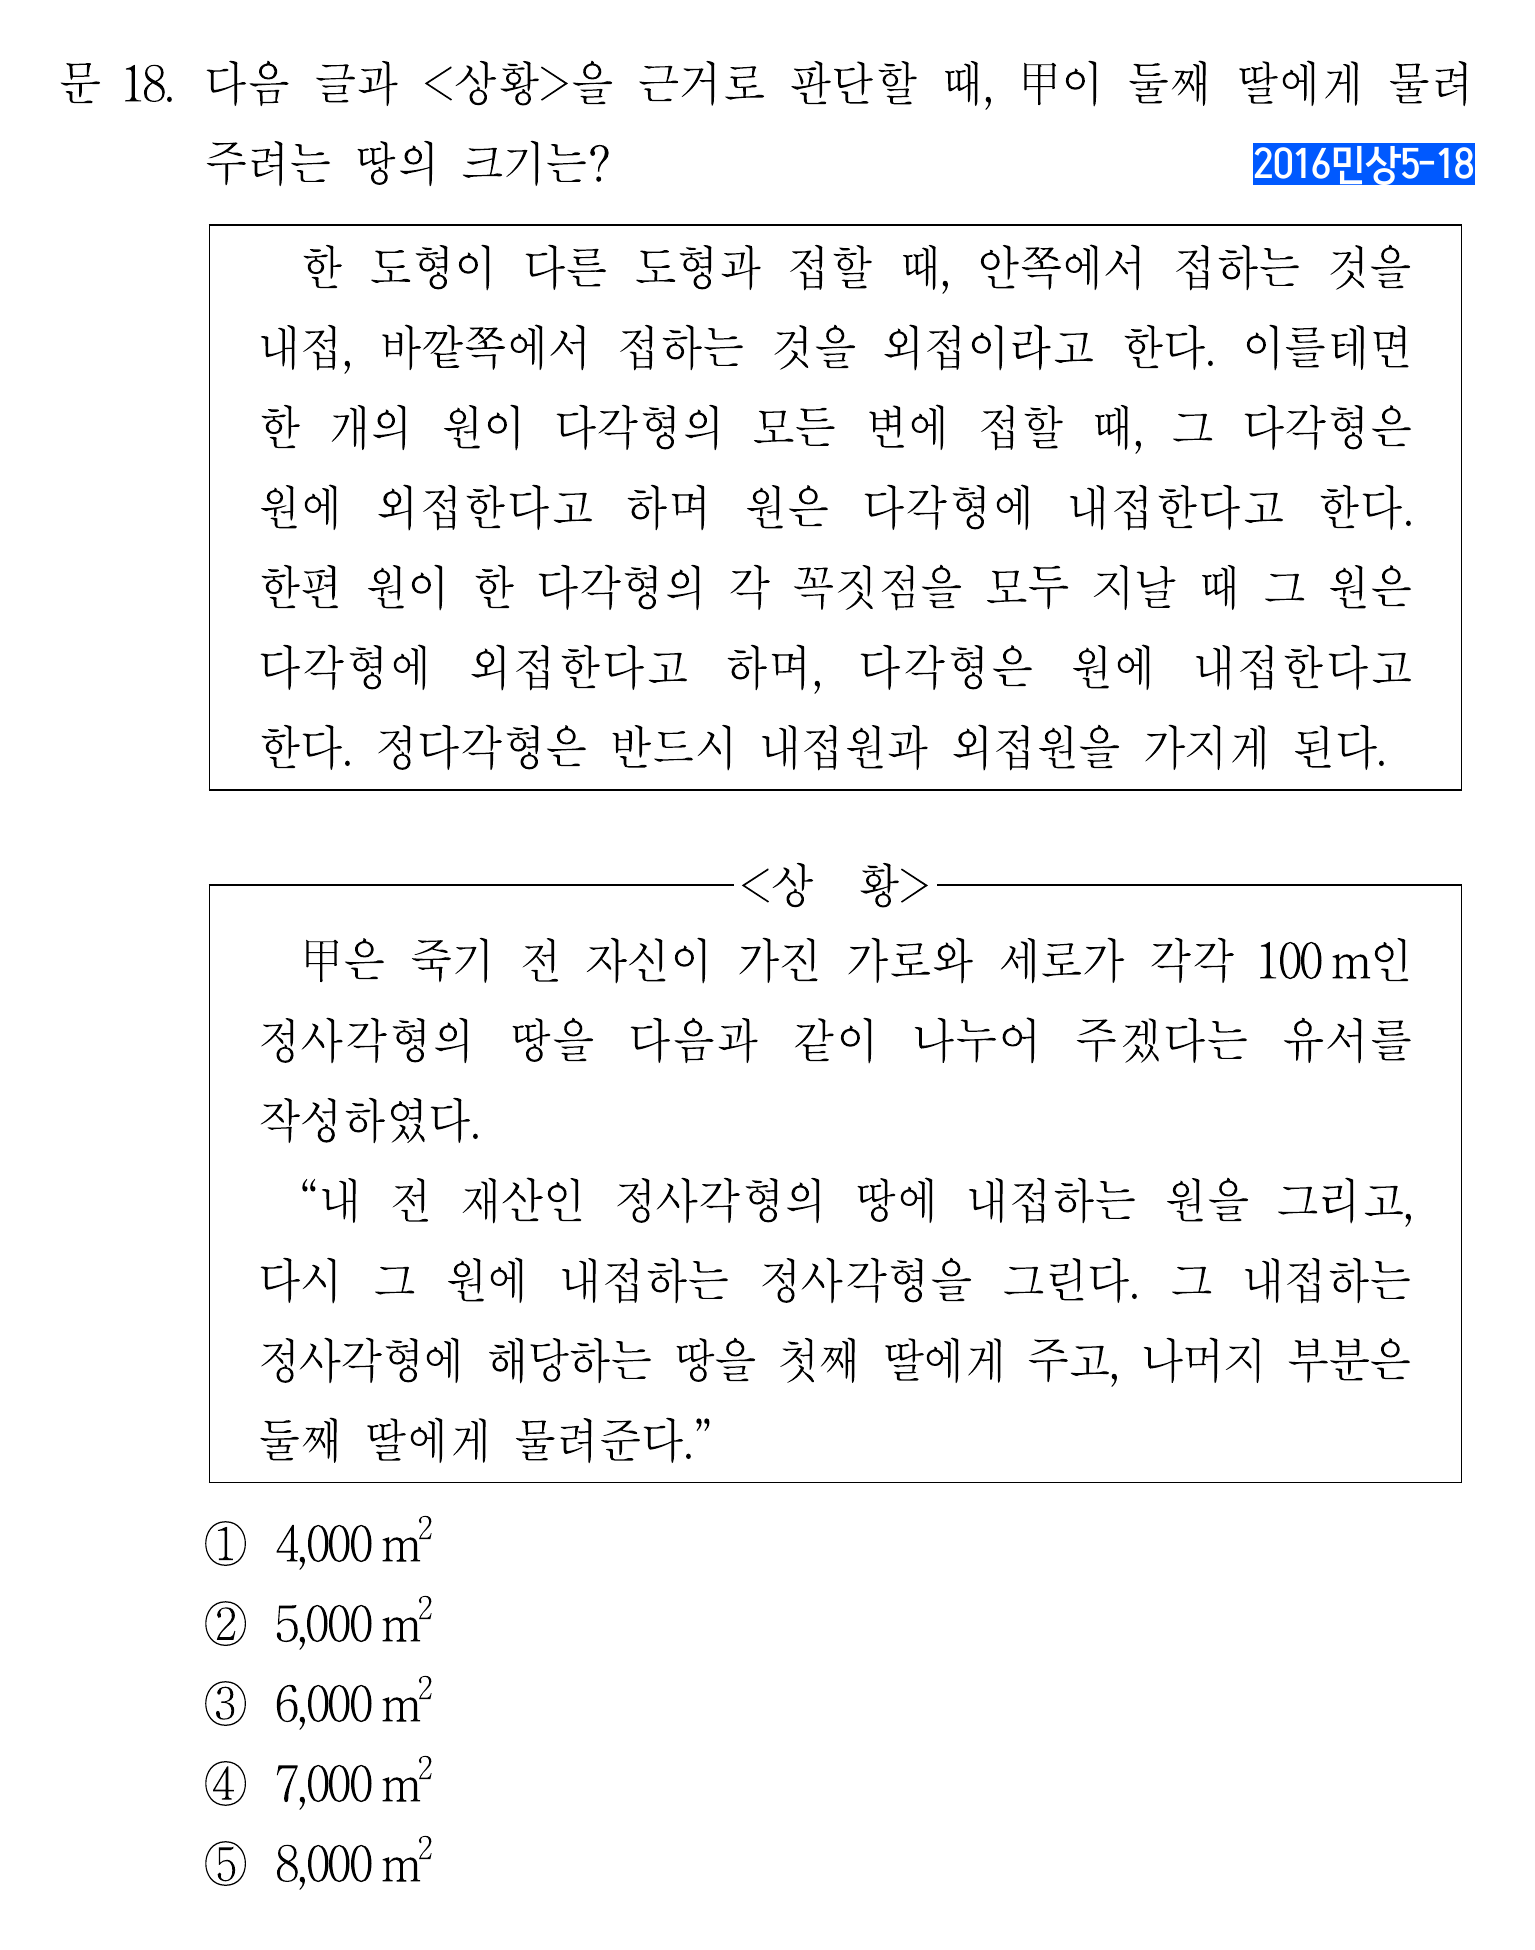 문 18. 다음 글과 <상황>을 근거로 판단할 때, 甲이 둘째 딸에게 물려
주려는 땅의 크기는?
2016민상5-18
한 도형이 다른 도형과 접할 때, 안쪽에서 접하는 것을
내접, 바깥쪽에서 접하는 것을 외접이라고 한다. 이를테면
한 개의 원이 다각형의 모든 변에 접할 때, 그 다각형은
원에 외접한다고 하며 원은 다각형에 내접한다고 한다.
한편 원이 한 다각형의 각 꼭짓점을 모두 지날 때 그 원은
다각형에 외접한다고 하며, 다각형은 원에 내접한다고
한다. 정다각형은 반드시 내접원과 외접원을 가지게 된다.
<상 황>
甲은 죽기 전 자신이 가진 가로와 세로가 각각 100m인
정사각형의 땅을 다음과 같이 나누어 주겠다는 유서를
작성하였다.
“내 전 재산인 정사각형의 땅에 내접하는 원을 그리고,
다시 그 원에 내접하는 정사각형을 그린다. 그 내접하는
정사각형에 해당하는 땅을 첫째 딸에게 주고, 나머지 부분은
둘째 딸에게 물려준다.”
① 4,000m²
② 5,000m²
③ 6,000m²
④ 7,000m²
⑤ 8,000m²